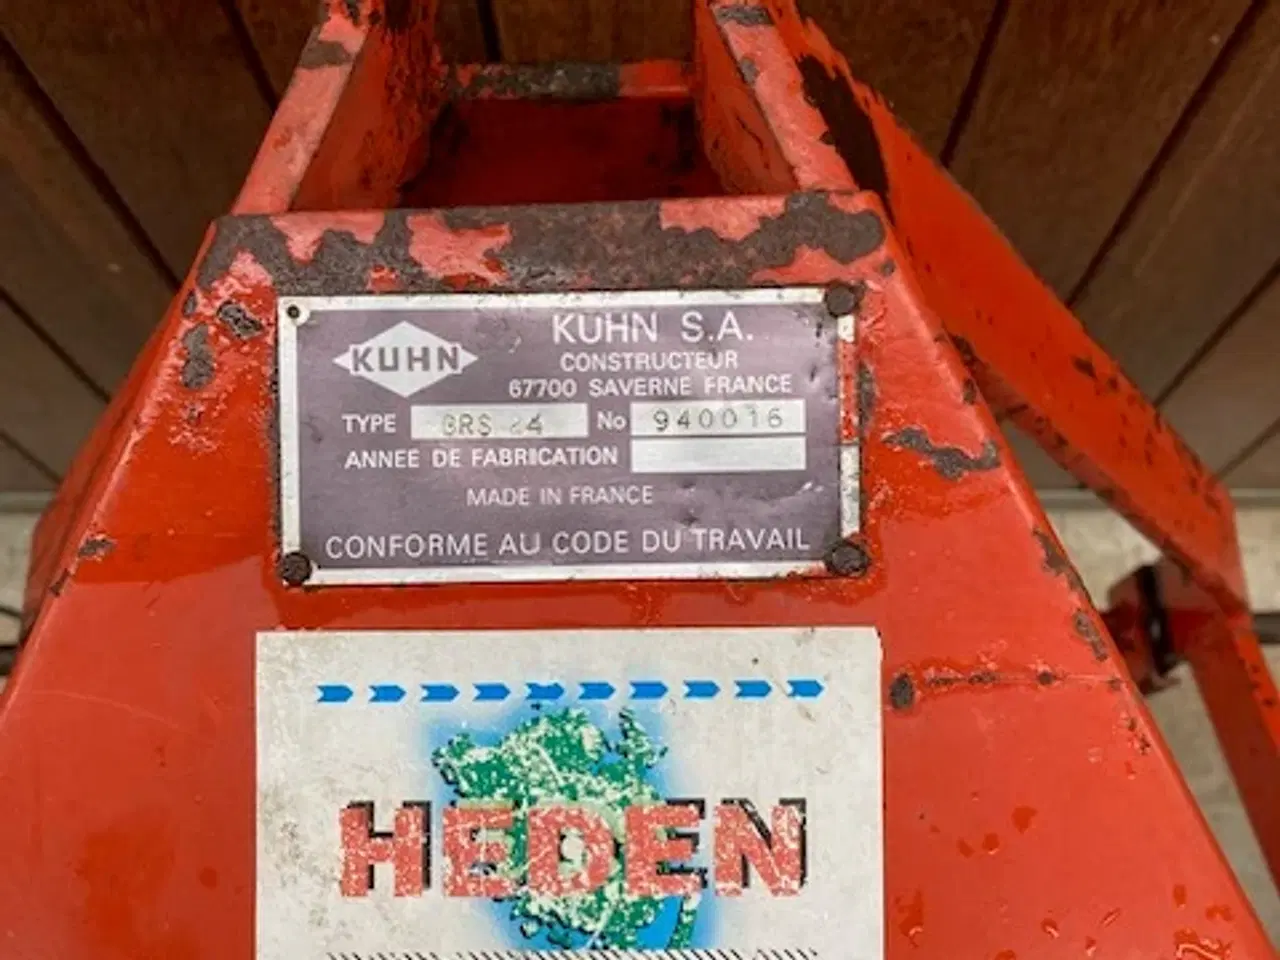 KUHN
KUHN S.A.
CONSTRUCTEUR
67700 SAVERNE FRANCE
TYPE No 940016
ANNEE DE FABRICATION
MADE IN FRANCE
CONFORME AU CODE DU TRAVAIL
HEDEN